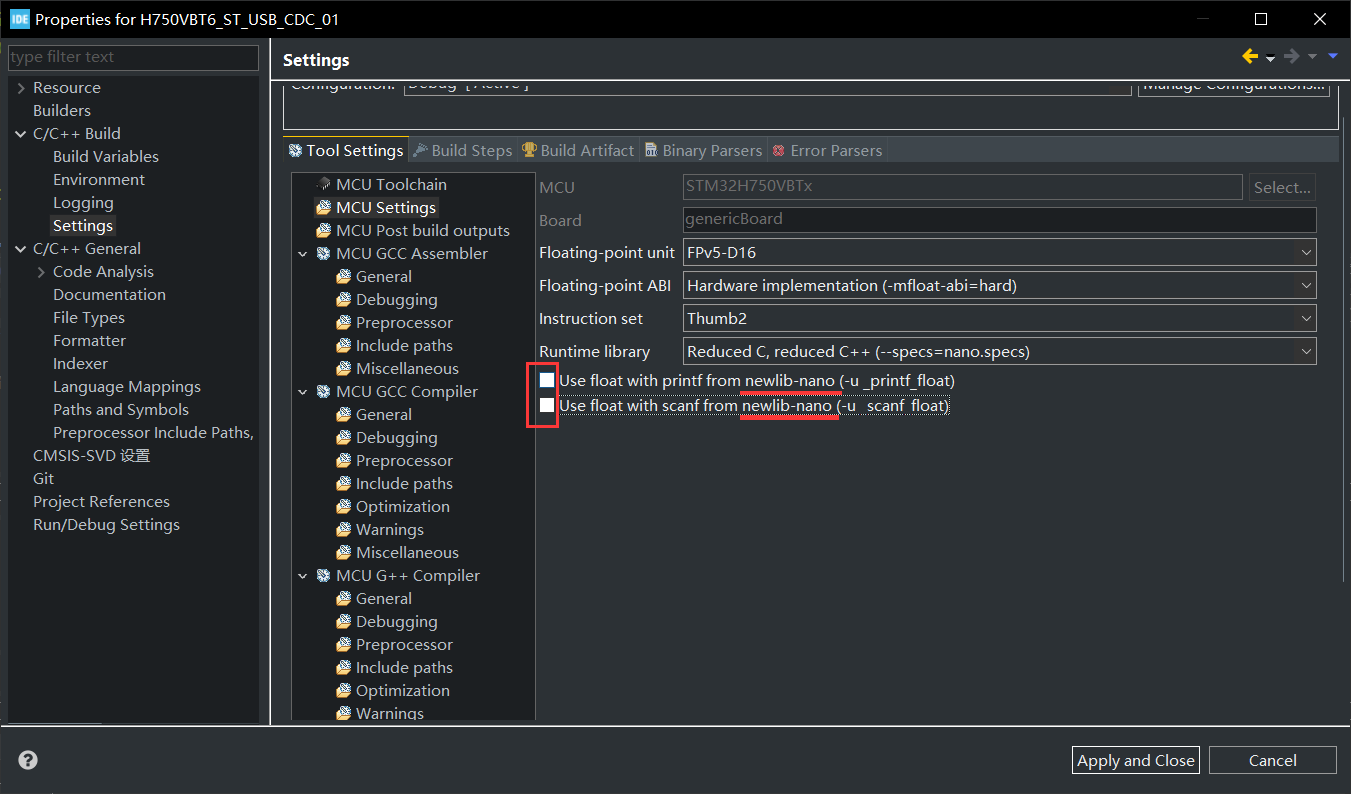 IDE Properties for H750VBT6_ST_USB_CDC_01
type filter text
Resource
Builders
C/C++ Build
Build Variables
Environment
Logging
Settings
C/C++ General
Code Analysis
Documentation
File Types
Formatter
Indexer
Language Mappings
Paths and Symbols
Preprocessor Include Paths,
CMSIS-SVD 设置
Git
Project References
Run/Debug Settings
Settings
Configuration: Debug [ Active ] Manage Configurations...
Tool Settings Build Steps Build Artifact Binary Parsers Error Parsers
MCU Toolchain
MCU Settings
MCU Post build outputs
MCU GCC Assembler
General
Debugging
Preprocessor
Include paths
Miscellaneous
MCU GCC Compiler
General
Debugging
Preprocessor
Include paths
Optimization
Warnings
Miscellaneous
MCU G++ Compiler
General
Debugging
Preprocessor
Include paths
Optimization
Warnings
MCU STM32H750VBTx Select...
Board genericBoard
Floating-point unit FPv5-D16
Floating-point ABI Hardware implementation (-mfloat-abi=hard)
Instruction set Thumb2
Runtime library Reduced C, reduced C++ (--specs=nano.specs)
Use float with printf from newlib-nano (-u _printf_float)
Use float with scanf from newlib-nano (-u _scanf_float)
Apply and Close Cancel